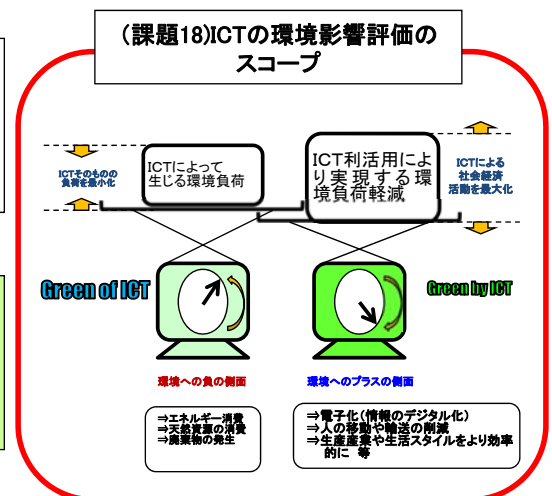 (課題18)ICTの環境影響評価の
スコープ
ICTそのものの
負荷を最小化
ICTによって
生じる環境負荷
ICT利活用によ
り実現する環
境負荷軽減
ICTによる
社会経済
活動を最大化
Green of ICT
Green by ICT
環境への負の側面
環境へのプラスの側面
⇒エネルギー消費
⇒天然資源の消費
⇒廃棄物の発生
⇒電子化(情報のデジタル化)
⇒人の移動や輸送の削減
⇒生産産業や生活スタイルをより効率
的に 等